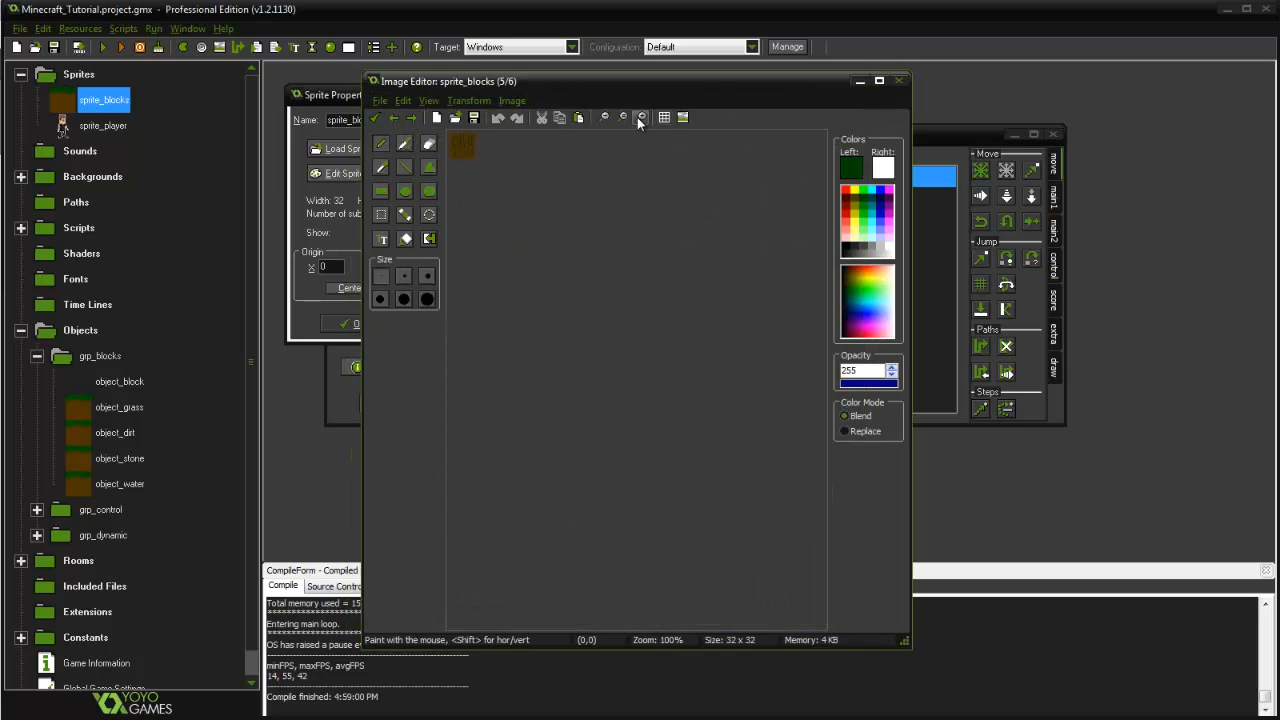 Minecraft_Tutorial.project.gmx - Professional Edition (v1.2.1130)
File Edit Resources Scripts Run Window Help
Target: Windows Configuration: Default Manage
Sprites
sprite_blocks
sprite_player
Sounds
Backgrounds
Paths
Scripts
Shaders
Fonts
Time Lines
Objects
grp_blocks
object_block
object_grass
object_dirt
object_stone
object_water
grp_control
grp_dynamic
Rooms
Included Files
Extensions
Constants
Game Information
Global Game Settings
YOYO
GAMES
Sprite Propert
Name: sprite_bl
Load Spr
Edit Sprite
Width: 32 H
Number of sub
Show:
Origin
X 0
Cente
Image Editor: sprite_blocks (5/6)
File Edit View Transform Image
Size
Colors
Left: Right:
Opacity
255
Color Mode
Blend
Replace
Paint with the mouse, <Shift> for hor/vert (0,0) Zoom: 100% Size: 32 x 32 Memory: 4 KB
Move
Jump
Paths
Steps
move
main1
main2
control
score
extra
draw
CompileForm - Compiled
Compile Source Contro
Total memory used = 15
Entering main loop.
OS has raised a pause ev
minFPS, maxFPS, avgFPS
14, 55, 42
Compile finished: 4:59:00 PM